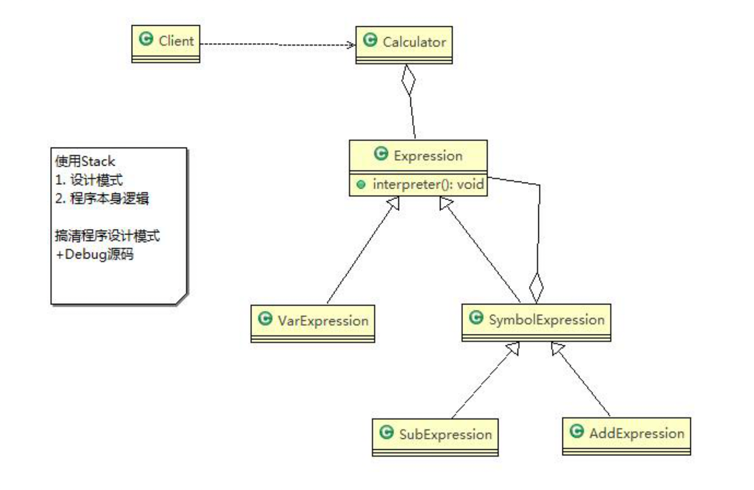 Client
Calculator
Expression
interpreter(): void
使用Stack
1. 设计模式
2. 程序本身逻辑
搞清程序设计模式
+Debug源码
VarExpression
SymbolExpression
SubExpression
AddExpression